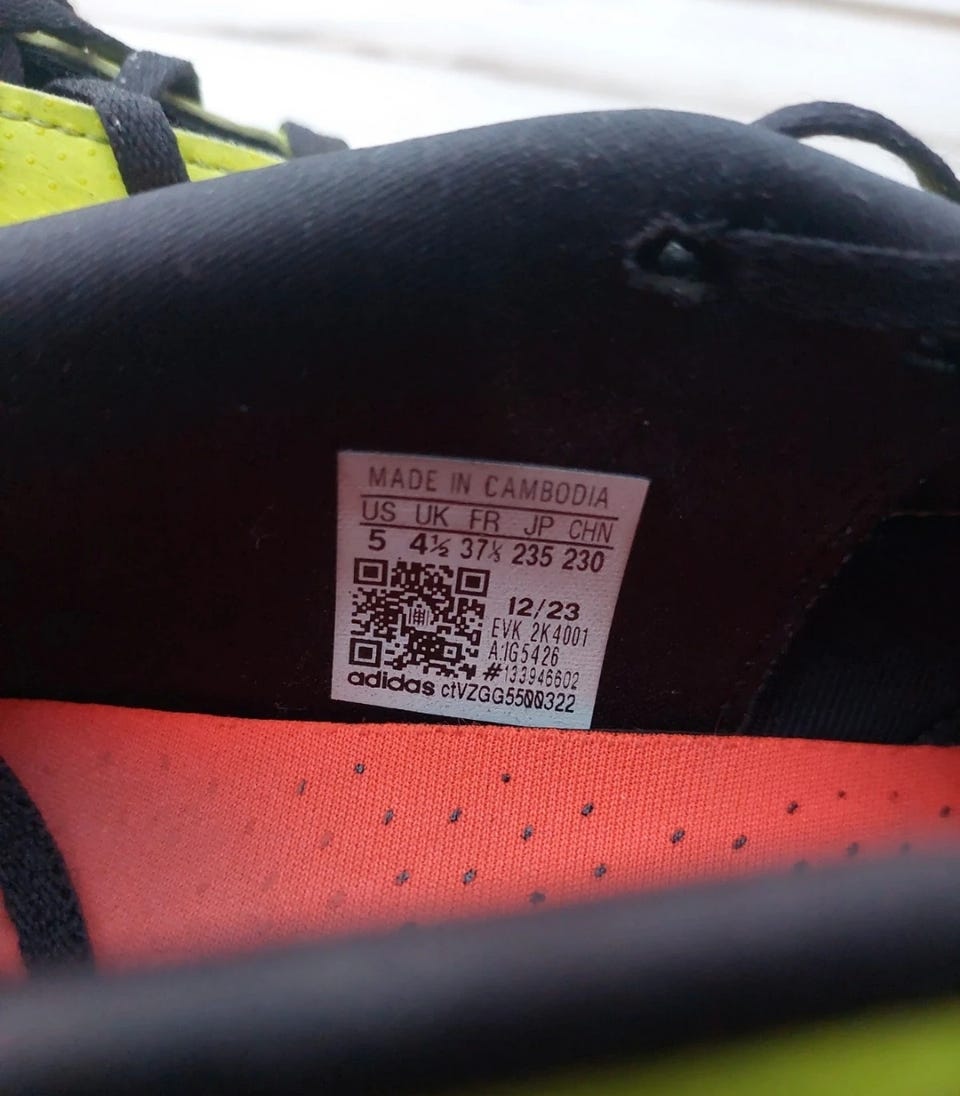 MADE IN CAMBODIA
US UK FR JP CHN
5 4½ 37⅓ 235 230
12/23
EVK 2K4001
A:IG5426
#133946602
adidas ctVZGG5500322